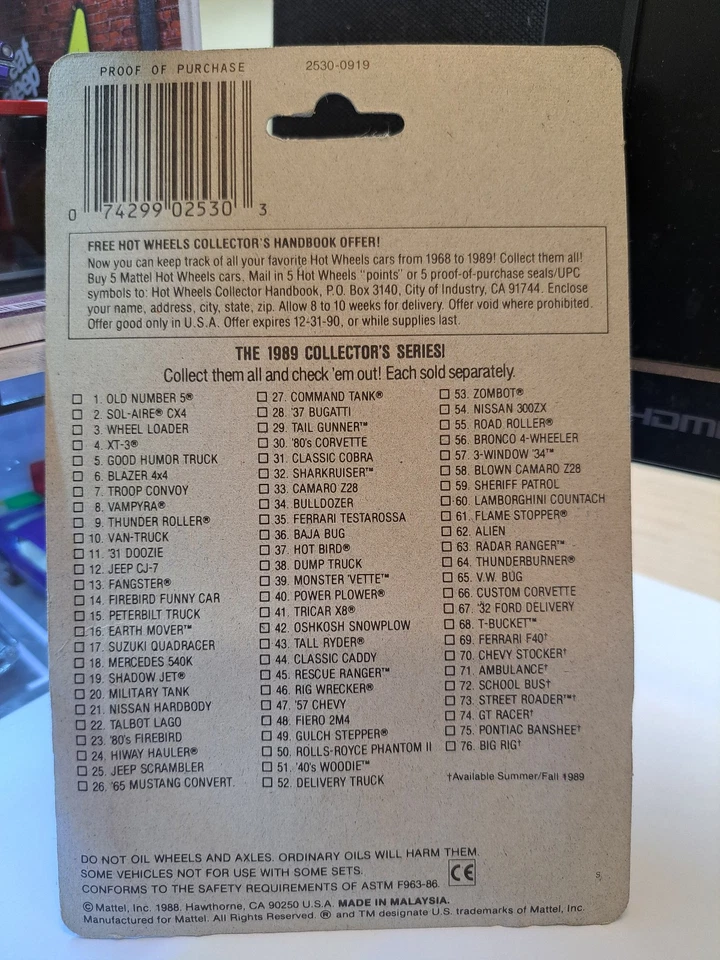 PROOF OF PURCHASE
2530-0919
0 74299 02530 3
FREE HOT WHEELS COLLECTOR'S HANDBOOK OFFER!
Now you can keep track of all your favorite Hot Wheels cars from 1968 to 1989! Collect them all!
Buy 5 Mattel Hot Wheels cars. Mail in 5 Hot Wheels "points" or 5 proof-of-purchase seals/UPC
symbols to: Hot Wheels Collector Handbook, P.O. Box 3140, City of Industry, CA 91744. Enclose
your name, address, city, state, zip. Allow 8 to 10 weeks for delivery. Offer void where prohibited.
Offer good only in U.S.A. Offer expires 12-31-90, or while supplies last.
THE 1989 COLLECTOR'S SERIES!
Collect them all and check 'em out! Each sold separately.
1. OLD NUMBER 5®
2. SOL-AIRE® CX4
3. WHEEL LOADER
4. XT-3®
5. GOOD HUMOR TRUCK
6. BLAZER 4x4
7. TROOP CONVOY
8. VAMPYRA®
9. THUNDER ROLLER®
10. VAN-TRUCK
11. '31 DOOZIE
12. JEEP CJ-7
13. FANGSTER®
14. FIREBIRD FUNNY CAR
15. PETERBILT TRUCK
16. EARTH MOVER™
17. SUZUKI QUADRACER
18. MERCEDES 540K
19. SHADOW JET®
20. MILITARY TANK
21. NISSAN HARDBODY
22. TALBOT LAGO
23. '80's FIREBIRD
24. HIWAY HAULER®
25. JEEP SCRAMBLER
26. '65 MUSTANG CONVERT.
27. COMMAND TANK®
28. '37 BUGATTI
29. TAIL GUNNER™
30. '80's CORVETTE
31. CLASSIC COBRA
32. SHARKRUISER™
33. CAMARO Z28
34. BULLDOZER
35. FERRARI TESTAROSSA
36. BAJA BUG
37. HOT BIRD®
38. DUMP TRUCK
39. MONSTER 'VETTE™
40. POWER PLOWER®
41. TRICAR X8®
42. OSHKOSH SNOWPLOW
43. TALL RYDER®
44. CLASSIC CADDY
45. RESCUE RANGER™
46. RIG WRECKER®
47. '57 CHEVY
48. FIERO 2M4
49. GULCH STEPPER®
50. ROLLS-ROYCE PHANTOM II
51. '40's WOODIE™
52. DELIVERY TRUCK
53. ZOMBOT®
54. NISSAN 300ZX
55. ROAD ROLLER®
56. BRONCO 4-WHEELER
57. 3-WINDOW '34™
58. BLOWN CAMARO Z28
59. SHERIFF PATROL
60. LAMBORGHINI COUNTACH
61. FLAME STOPPER®
62. ALIEN
63. RADAR RANGER™
64. THUNDERBURNER®
65. V.W. BUG
66. CUSTOM CORVETTE
67. '32 FORD DELIVERY
68. T-BUCKET™
69. FERRARI F40†
70. CHEVY STOCKER†
71. AMBULANCE†
72. SCHOOL BUS†
73. STREET ROADER™†
74. GT RACER†
75. PONTIAC BANSHEE†
76. BIG RIG†
†Available Summer/Fall 1989
DO NOT OIL WHEELS AND AXLES. ORDINARY OILS WILL HARM THEM.
SOME VEHICLES NOT FOR USE WITH SOME SETS.
CONFORMS TO THE SAFETY REQUIREMENTS OF ASTM F963-86.
CE
©Mattel, Inc. 1988. Hawthorne, CA 90250 U.S.A. MADE IN MALAYSIA.
Manufactured for Mattel. All Rights Reserved. ® and TM designate U.S. trademarks of Mattel, Inc.
HDMI